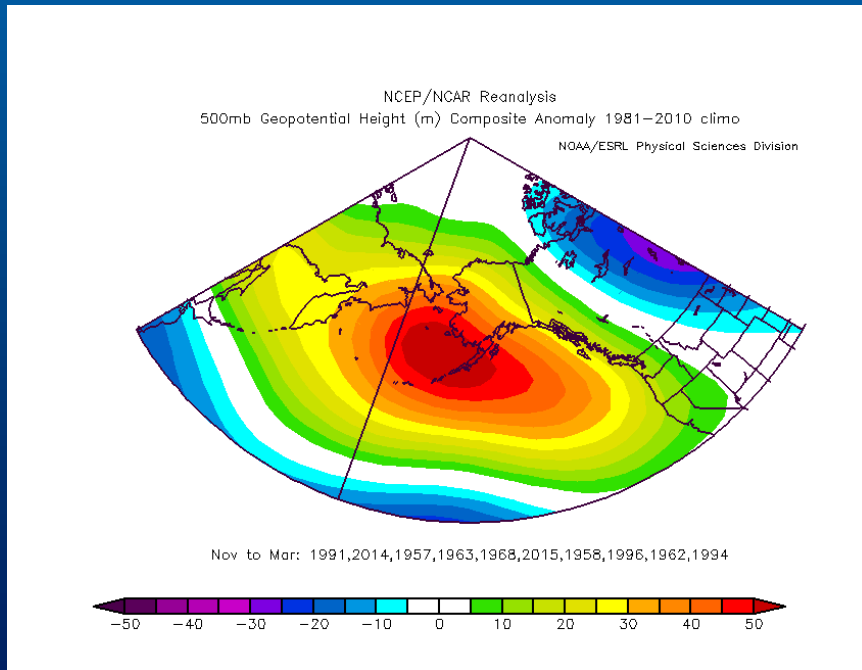 NCEP/NCAR Reanalysis
500mb Geopotential Height (m) Composite Anomaly 1981−2010 climo
NOAA/ESRL Physical Sciences Division
Nov to Mar: 1991,2014,1957,1963,1968,2015,1958,1996,1962,1994
−50 −40 −30 −20 −10 0 10 20 30 40 50